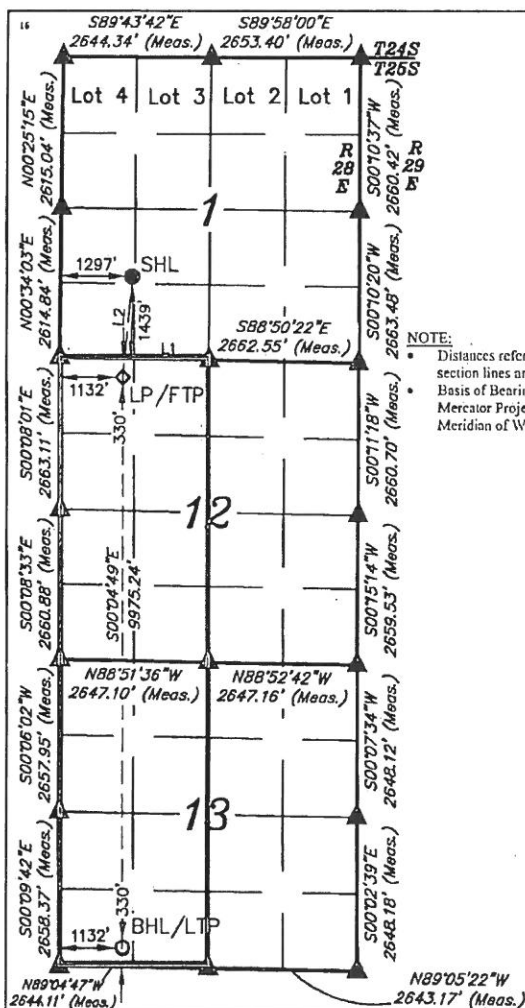 16
S89°43'42"E
2644.34' (Meas.)
S89°58'00"E
2653.40' (Meas.)
T24S
T25S
Lot 4
Lot 3
Lot 2
Lot 1
N00°25'15"E
2615.04' (Meas.)
S00°10'37"W
2660.42' (Meas.)
R
28
E
R
29
E
1
N00°34'03"E
2614.84' (Meas.)
1297'
SHL
L2
1439'
L1
S00°10'20"W
2663.48' (Meas.)
S88°50'22"E
2662.55' (Meas.)
NOTE:
• Distances refer
section lines ar
• Basis of Bearin
Mercator Proje
Meridian of W
1132'
LP/FTP
330'
S00°08'01"E
2663.11' (Meas.)
S00°11'18"W
2660.70' (Meas.)
12
S00°04'49"E
9975.24'
S00°08'33"E
2660.88' (Meas.)
S00°15'14"W
2659.53' (Meas.)
N88°51'36"W
2647.10' (Meas.)
N88°52'42"W
2647.16' (Meas.)
S00°06'02"W
2657.95' (Meas.)
S00°07'34"W
2648.12' (Meas.)
13
S00°09'42"E
2658.37' (Meas.)
S00°02'39"E
2648.18' (Meas.)
1132'
330'
BHL/LTP
N89°04'47"W
2644.11' (Meas.)
N89°05'22"W
2643.17' (Meas.)